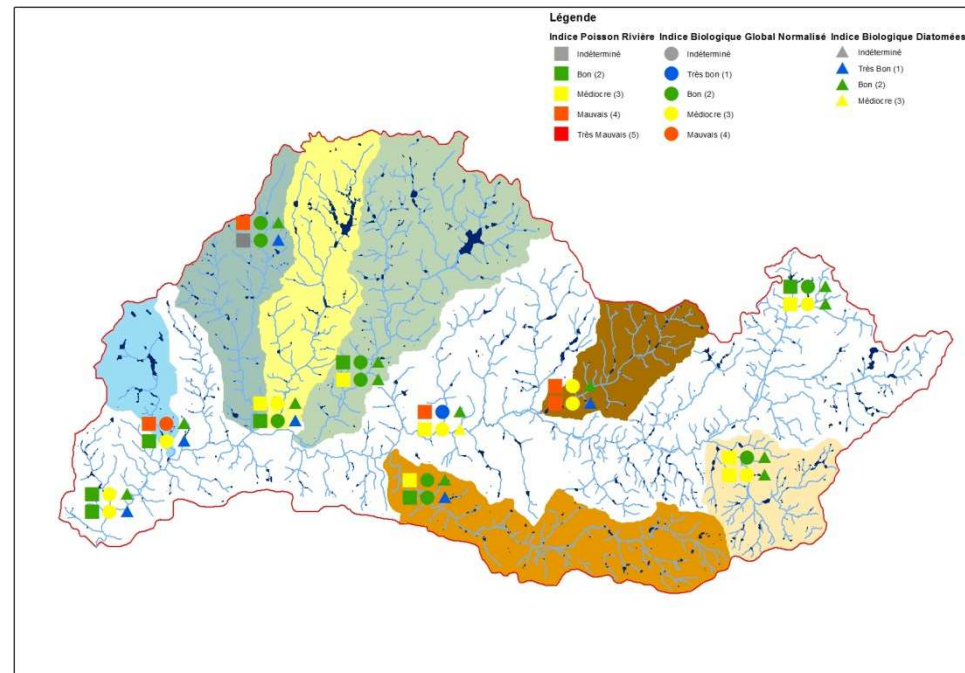 Légende
Indice Poisson Rivière
Indéterminé
Bon (2)
Médiocre (3)
Mauvais (4)
Très Mauvais (5)
Indice Biologique Global Normalisé
Indéterminé
Très bon (1)
Bon (2)
Médiocre (3)
Mauvais (4)
Indice Biologique Diatomées
Indéterminé
Très Bon (1)
Bon (2)
Médiocre (3)